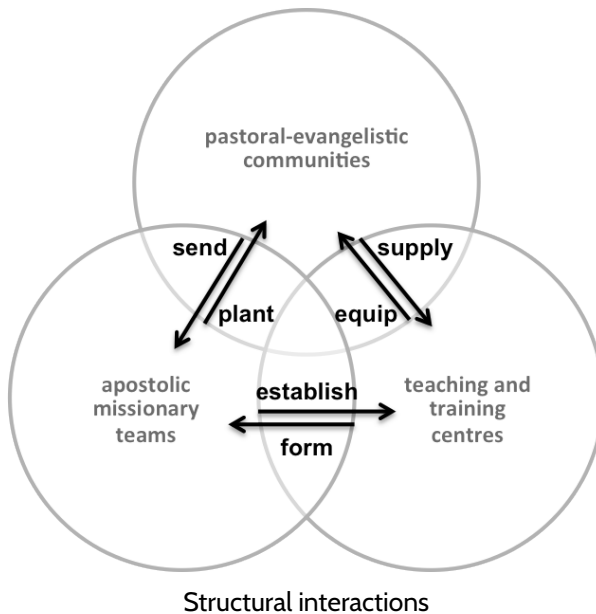 pastoral-evangelistic
communities
send
supply
plant
equip
apostolic
missionary
teams
establish
form
teaching and
training
centres
Structural interactions